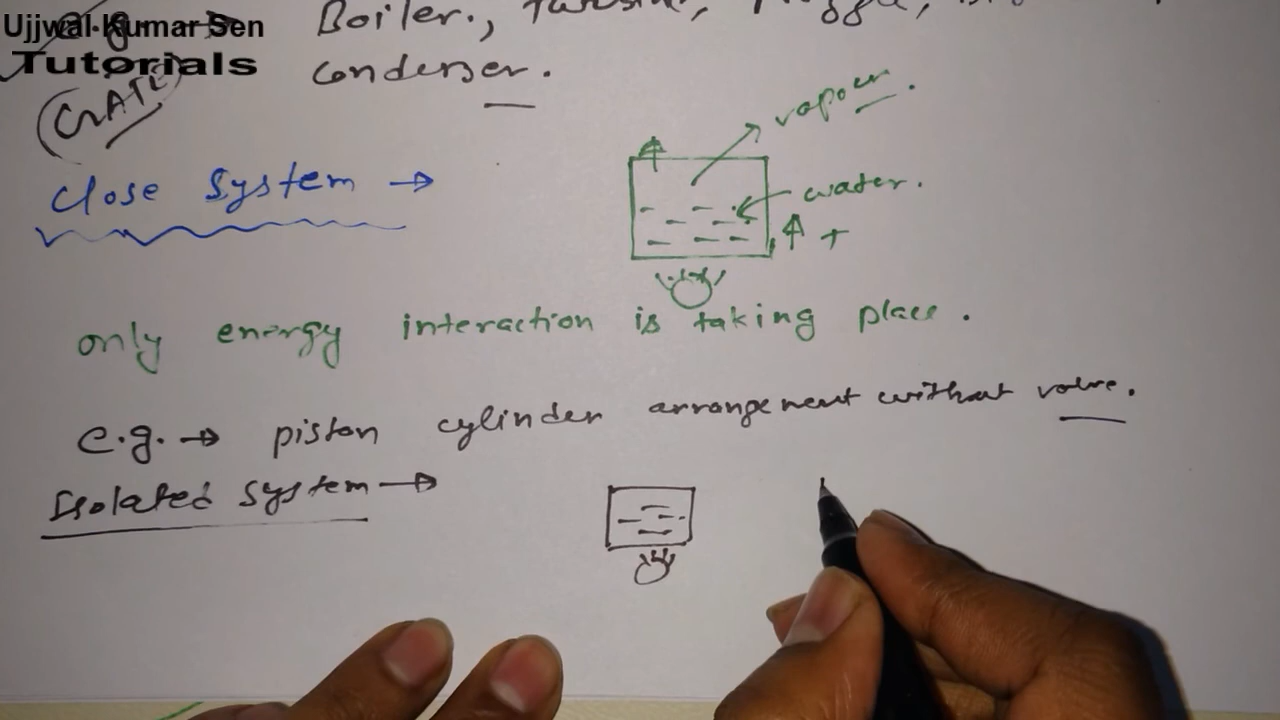 Ujjwal Kumar Sen
Tutorials
e.g. → Boiler.,
condenser.
(GATE)
Close System →
vapour.
water.
+
only energy interaction is taking place.
e.g. → piston cylinder arrangement without valve.
Isolated System →